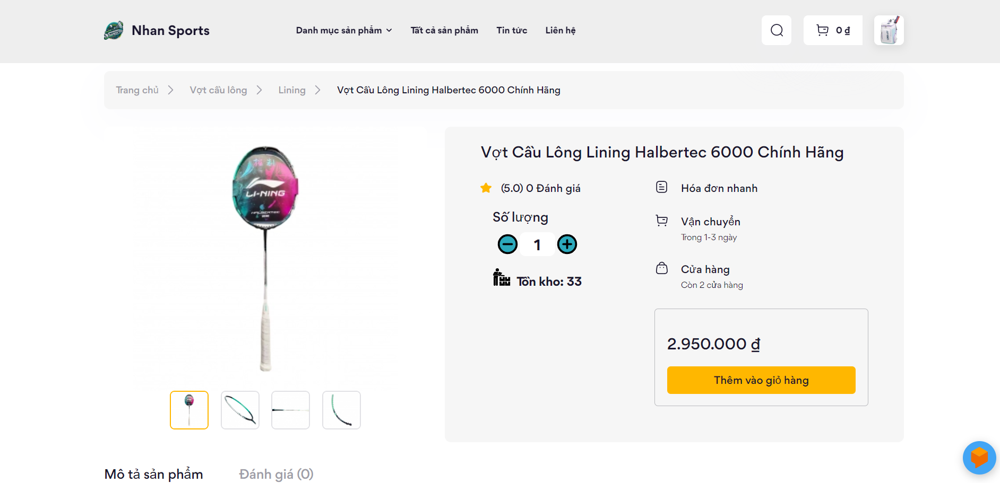 Nhan Sports
Danh mục sản phẩm
Tất cả sản phẩm
Tin tức
Liên hệ
0 ₫
Trang chủ
Vợt cầu lông
Lining
Vợt Cầu Lông Lining Halbertec 6000 Chính Hãng
LI-NING
HALBERTEC
Vợt Cầu Lông Lining Halbertec 6000 Chính Hãng
(5.0) 0 Đánh giá
Số lượng
1
Tồn kho: 33
Hóa đơn nhanh
Vận chuyển
Trong 1-3 ngày
Cửa hàng
Còn 2 cửa hàng
2.950.000 ₫
Thêm vào giỏ hàng
Mô tả sản phẩm
Đánh giá (0)